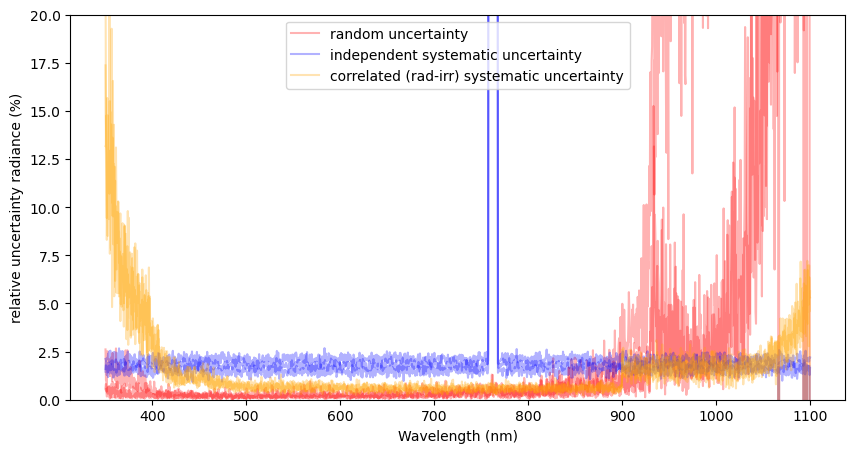 random uncertainty
independent systematic uncertainty
correlated (rad-irr) systematic uncertainty
relative uncertainty radiance (%)
20.0
17.5
15.0
12.5
10.0
7.5
5.0
2.5
0.0
400 500 600 700 800 900 1000 1100
Wavelength (nm)